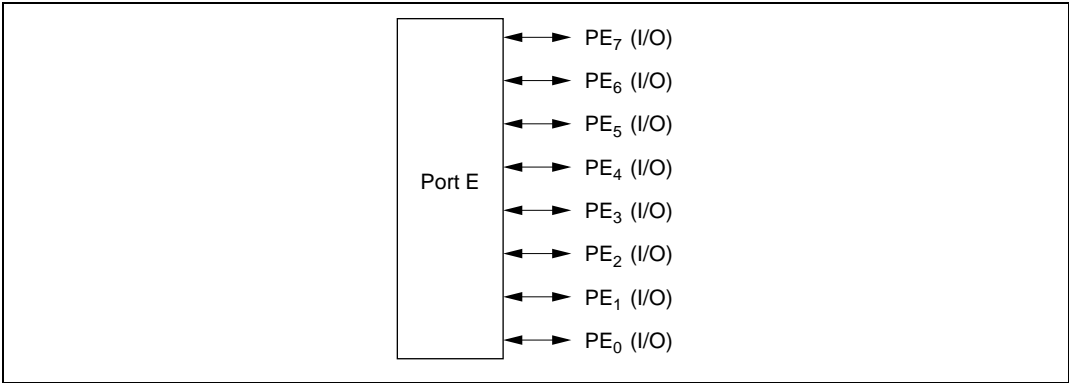 PE₇ (I/O)
PE₆ (I/O)
PE₅ (I/O)
PE₄ (I/O)
Port E
PE₃ (I/O)
PE₂ (I/O)
PE₁ (I/O)
PE₀ (I/O)